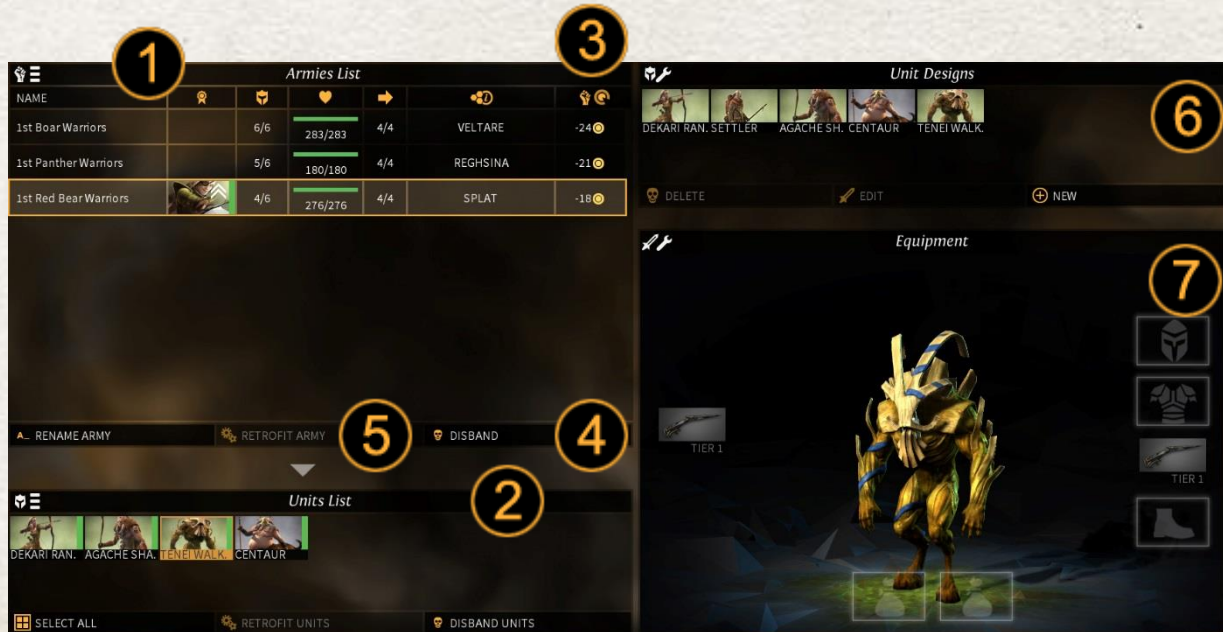 1
3
Armies List
NAME
1st Boar Warriors 6/6 283/283 4/4 VELTARE -24
1st Panther Warriors 5/6 180/180 4/4 REGHSINA -21
1st Red Bear Warriors 4/6 276/276 4/4 SPLAT -18
A_ RENAME ARMY RETROFIT ARMY DISBAND
5
4
Units List
2
DEKARI RAN. AGACHE SHA. TENEI WALK. CENTAUR
SELECT ALL RETROFIT UNITS DISBAND UNITS
Unit Designs
6
DEKARI RAN. SETTLER AGACHE SH. CENTAUR TENEI WALK.
DELETE EDIT NEW
Equipment
7
TIER 1
TIER 1